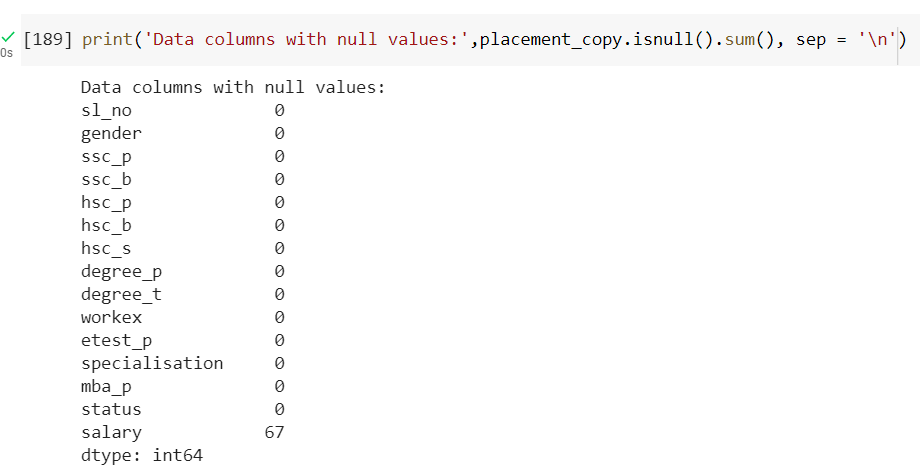 [189] print('Data columns with null values:',placement_copy.isnull().sum(), sep = '\n')
0s
Data columns with null values:
sl_no 0
gender 0
ssc_p 0
ssc_b 0
hsc_p 0
hsc_b 0
hsc_s 0
degree_p 0
degree_t 0
workex 0
etest_p 0
specialisation 0
mba_p 0
status 0
salary 67
dtype: int64